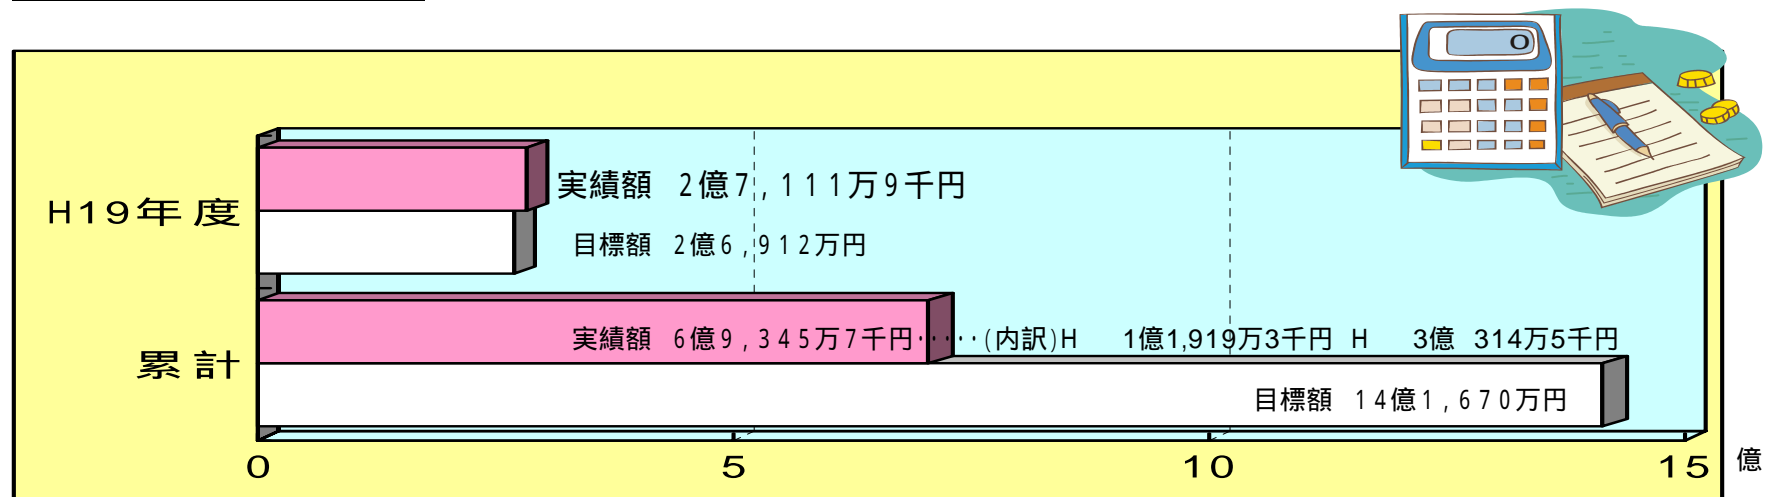 0
H19年度
実績額 2億7,111万9千円
目標額 2億6,912万円
累計
実績額 6億9,345万7千円‥‥‥(内訳)H 1億1,919万3千円 H 3億 314万5千円
目標額 14億1,670万円
0 5 10 15 億